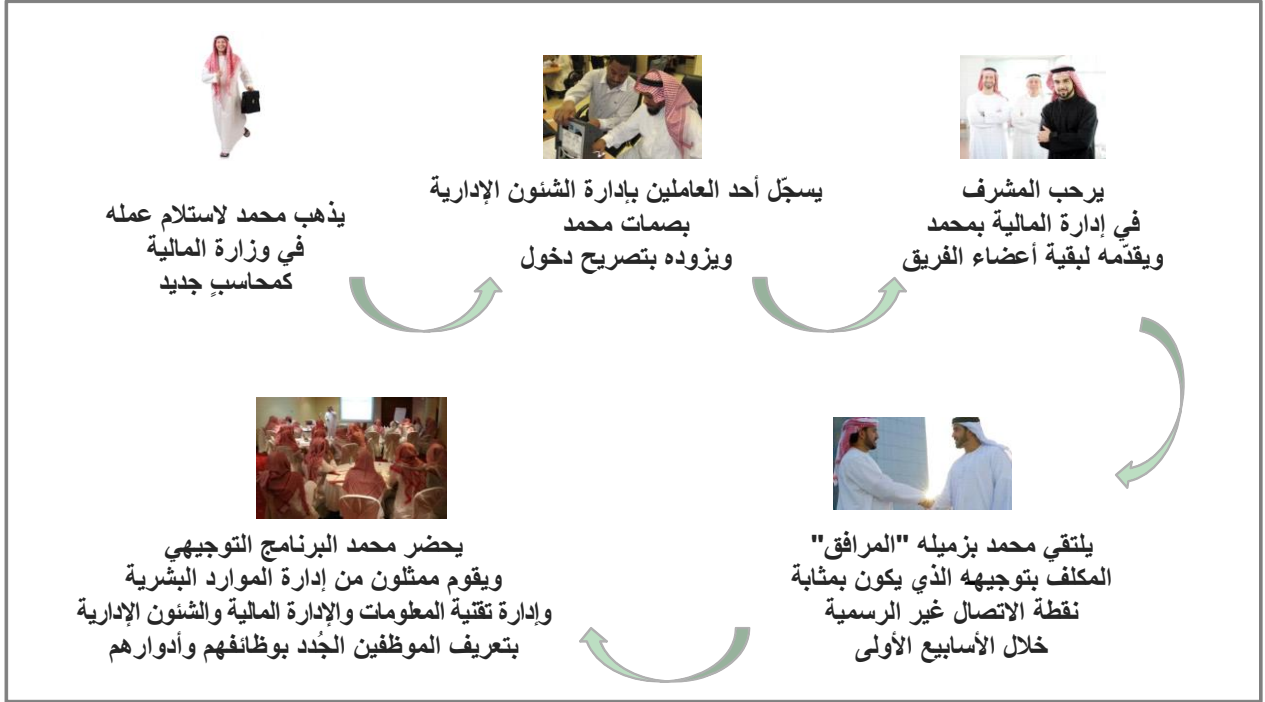 يذهب محمد لاستلام عمله
في وزارة المالية
كمحاسبٍ جديد
يسجّل أحد العاملين بإدارة الشئون الإدارية
بصمات محمد
ويزوده بتصريح دخول
يرحب المشرف
في إدارة المالية بمحمد
ويقدّمه لبقية أعضاء الفريق
يلتقي محمد بزميله "المرافق"
المكلف بتوجيهه الذي يكون بمثابة
نقطة الاتصال غير الرسمية
خلال الأسابيع الأولى
يحضر محمد البرنامج التوجيهي
ويقوم ممثلون من إدارة الموارد البشرية
وإدارة تقنية المعلومات والإدارة المالية والشئون الإدارية
بتعريف الموظفين الجُدد بوظائفهم وأدوارهم